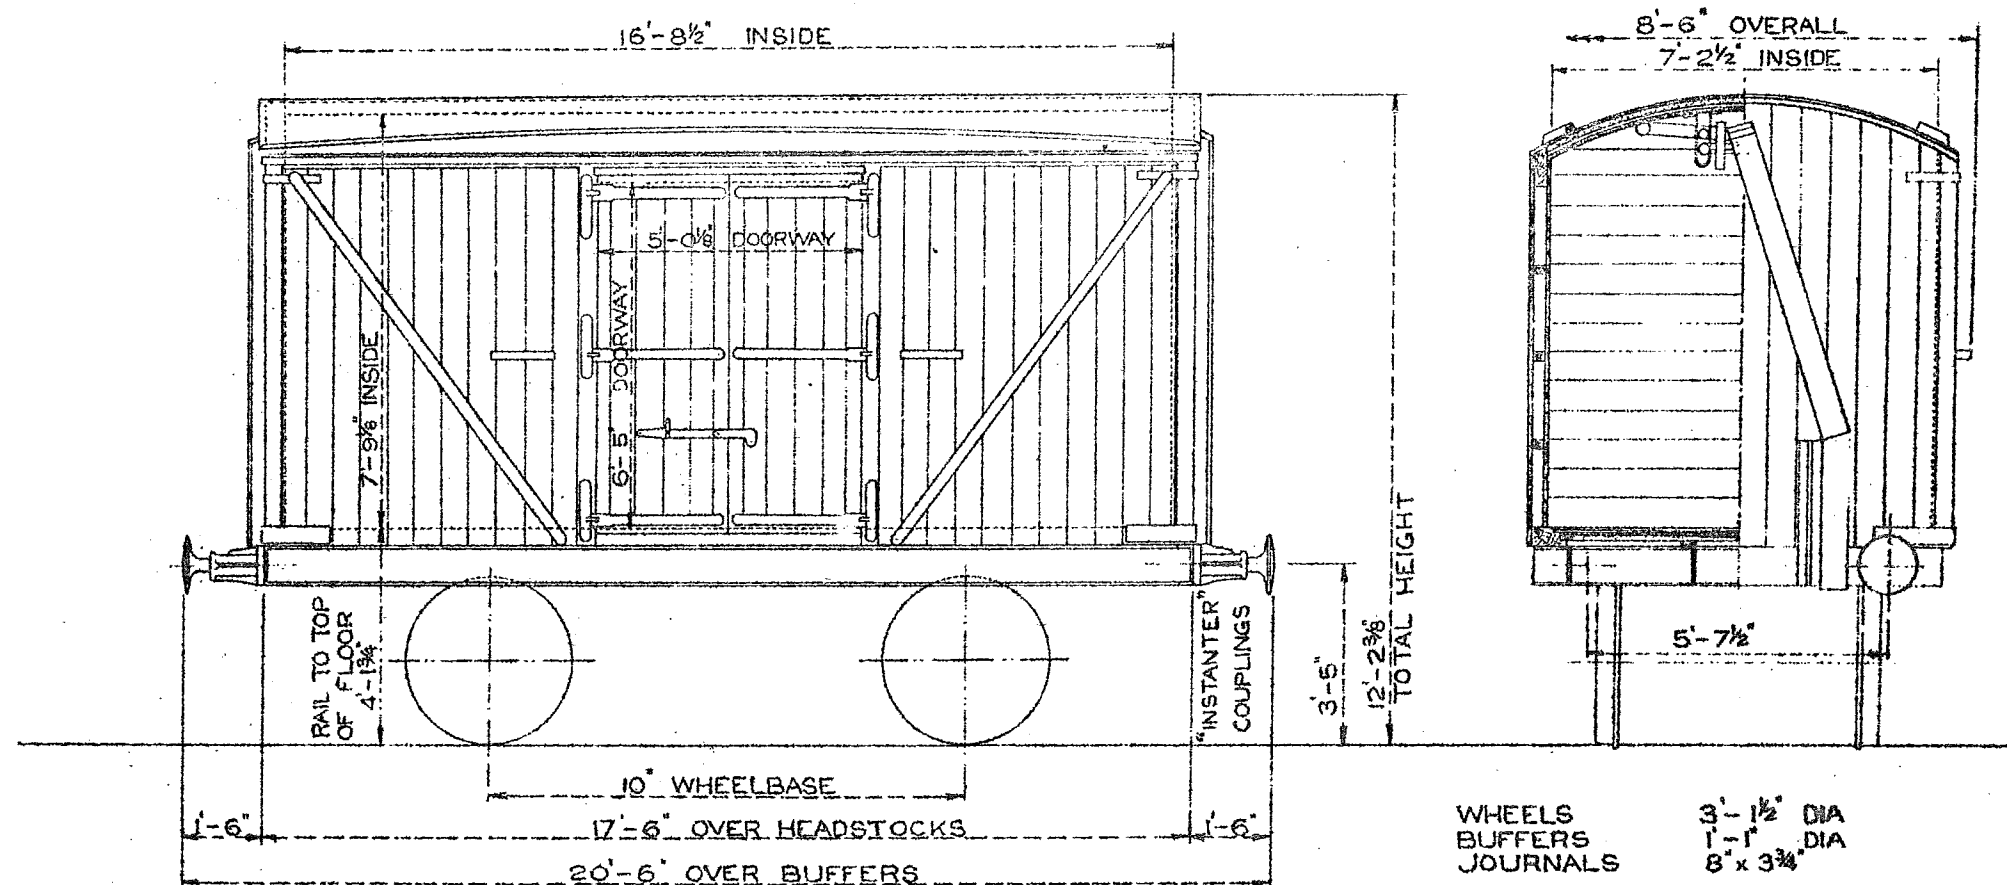 16'-8½" INSIDE
8'-6" OVERALL
7'-2½" INSIDE
5'-0⅛" DOORWAY
6'-5" DOORWAY
7'-9⅞" INSIDE
RAIL TO TOP
OF FLOOR
4'-1¾"
"INSTANTER"
COUPLINGS
3'-5"
12'-2⅜"
TOTAL HEIGHT
5'-7½"
10" WHEELBASE
1'-6"
17'-6" OVER HEADSTOCKS
1'-6"
20'-6" OVER BUFFERS
WHEELS 3'-1½" DIA
BUFFERS 1'-1" DIA
JOURNALS 8" x 3¾"